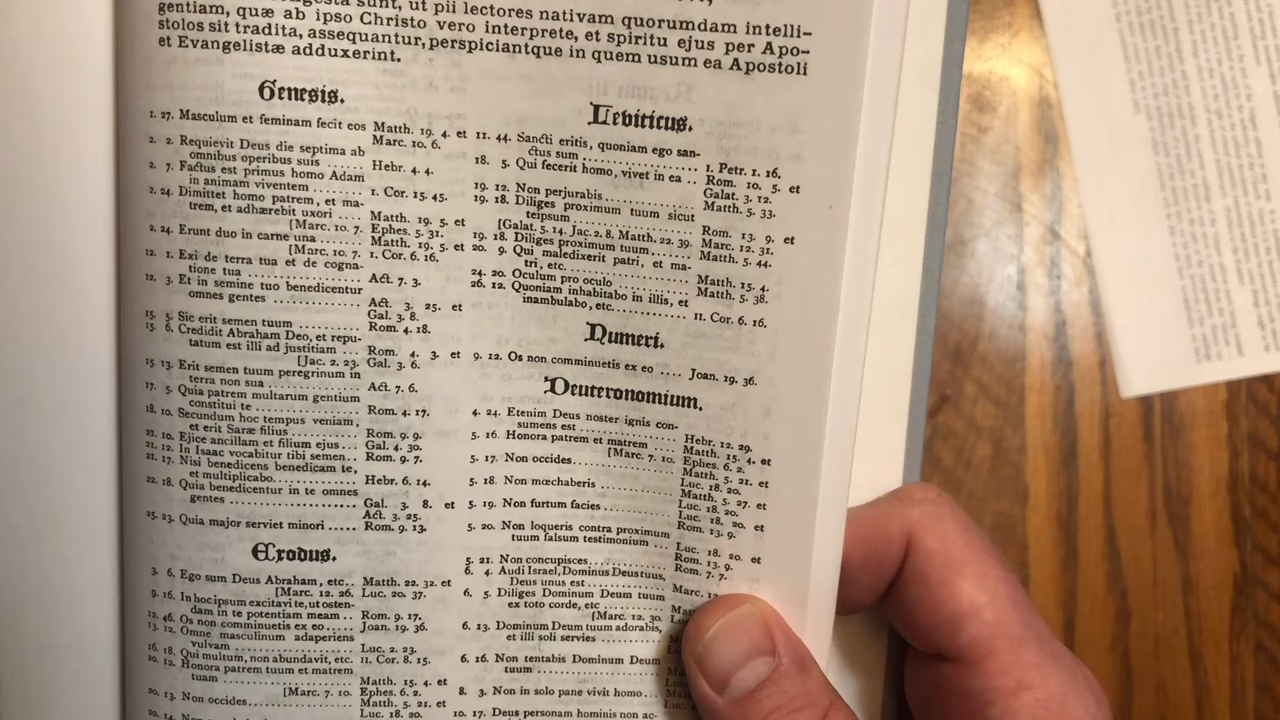 sunt, ut pii lectores nativam quorumdam intelli-
gentiam, quæ ab ipso Christo vero interprete, et spiritu ejus per Apo-
stolos sit tradita, assequantur, perspiciantque in quem usum ea Apostoli
et Evangelistæ adduxerint.
Genesis.
1. 27. Masculum et feminam fecit eos Matth. 19. 4. et
Marc. 10. 6.
2. 2. Requievit Deus die septima ab
omnibus operibus suis ...... Hebr. 4. 4.
2. 7. Factus est primus homo Adam
in animam viventem ........ 1. Cor. 15. 45.
2. 24. Dimittet homo patrem, et ma-
trem, et adhærebit uxori .... Matth. 19. 5. et
[Marc. 10. 7. Ephes. 5. 31.
2. 24. Erunt duo in carne una ....... Matth. 19. 5. et
[Marc. 10. 7. 1. Cor. 6. 16.
12. 1. Exi de terra tua et de cogna-
tione tua ................ Act. 7. 3.
12. 3. Et in semine tuo benedicentur
omnes gentes ............ Act. 3. 25. et
Gal. 3. 8.
15. 5. Sic erit semen tuum .......... Rom. 4. 18.
15. 6. Credidit Abraham Deo, et repu-
tatum est illi ad justitiam ... Rom. 4. 3. et
[Jac. 2. 23. Gal. 3. 6.
15. 13. Erit semen tuum peregrinum in
terra non sua .............. Act. 7. 6.
17. 5. Quia patrem multarum gentium
constitui te ............... Rom. 4. 17.
18. 10. Secundum hoc tempus veniam,
et erit Saræ filius .......... Rom. 9. 9.
21. 10. Ejice ancillam et filium ejus ... Gal. 4. 30.
21. 12. In Isaac vocabitur tibi semen.. Rom. 9. 7.
21. 17. Nisi benedicens benedicam te,
et multiplicabo............. Hebr. 6. 14.
22. 18. Quia benedicentur in te omnes
gentes .................... Gal. 3. 8. et
Act. 3. 25.
25. 23. Quia major serviet minori ..... Rom. 9. 13.
Exodus.
3. 6. Ego sum Deus Abraham, etc.. Matth. 22. 32. et
[Marc. 12. 26. Luc. 20. 37.
9. 16. In hoc ipsum excitavi te, ut osten-
dam in te potentiam meam .. Rom. 9. 17.
12. 46. Os non comminuetis ex eo..... Joan. 19. 36.
13. 12. Omne masculinum adaperiens
vulvam .................. Luc. 2. 23.
16. 18. Qui multum, non abundavit, etc. 11. Cor. 8. 15.
20. 12. Honora patrem tuum et matrem
tuam .................... Matth. 15. 4. et
[Marc. 7. 10. Ephes. 6. 2.
20. 13. Non occides................. Matth. 5. 21. et
Luc. 18. 20.
20. 14. Non
Leviticus.
11. 44. Sancti eritis, quoniam ego san-
ctus sum .................. 1. Petr. 1. 16.
18. 5. Qui fecerit homo, vivet in ea .. Rom. 10. 5. et
Galat. 3. 12.
19. 12. Non perjurabis............... Matth. 5. 33.
19. 18. Diliges proximum tuum sicut
teipsum .................. Rom. 13. 9. et
[Galat. 5. 14. Jac. 2. 8. Matth. 22. 39. Marc. 12. 31.
19. 18. Diliges proximum tuum....... Matth. 5. 44.
20. 9. Qui maledixerit patri, et ma-
tri, etc. .................. Matth. 15. 4.
24. 20. Oculum pro oculo ........... Matth. 5. 38.
26. 12. Quoniam inhabitabo in illis, et
inambulabo, etc............ 11. Cor. 6. 16.
Numeri.
9. 12. Os non comminuetis ex eo .... Joan. 19. 36.
Deuteronomium.
4. 24. Etenim Deus noster ignis con-
sumens est ............... Hebr. 12. 29.
5. 16. Honora patrem et matrem .... Matth. 15. 4. et
[Marc. 7. 10. Ephes. 6. 2.
5. 17. Non occides................. Matth. 5. 21. et
Luc. 18. 20.
5. 18. Non mœchaberis ............. Matth. 5. 27. et
Luc. 18. 20.
5. 19. Non furtum facies ............ Luc. 18. 20. et
Rom. 13. 9.
5. 20. Non loqueris contra proximum
tuum falsum testimonium ... Luc. 18. 20. et
Rom. 13. 9.
5. 21. Non concupisces.............. Rom. 7. 7.
6. 4. Audi Israel, Dominus Deus tuus,
Deus unus est ............. Marc. 12
6. 5. Diliges Dominum Deum tuum
ex toto corde, etc ..........
[Marc. 12. 30.
6. 13. Dominum Deum tuum adorabis,
et illi soli servies ..........
6. 16. Non tentabis Dominum Deum
tuum ....................
8. 3. Non in solo pane vivit homo...
10. 17. Deus personam hominis non ac-